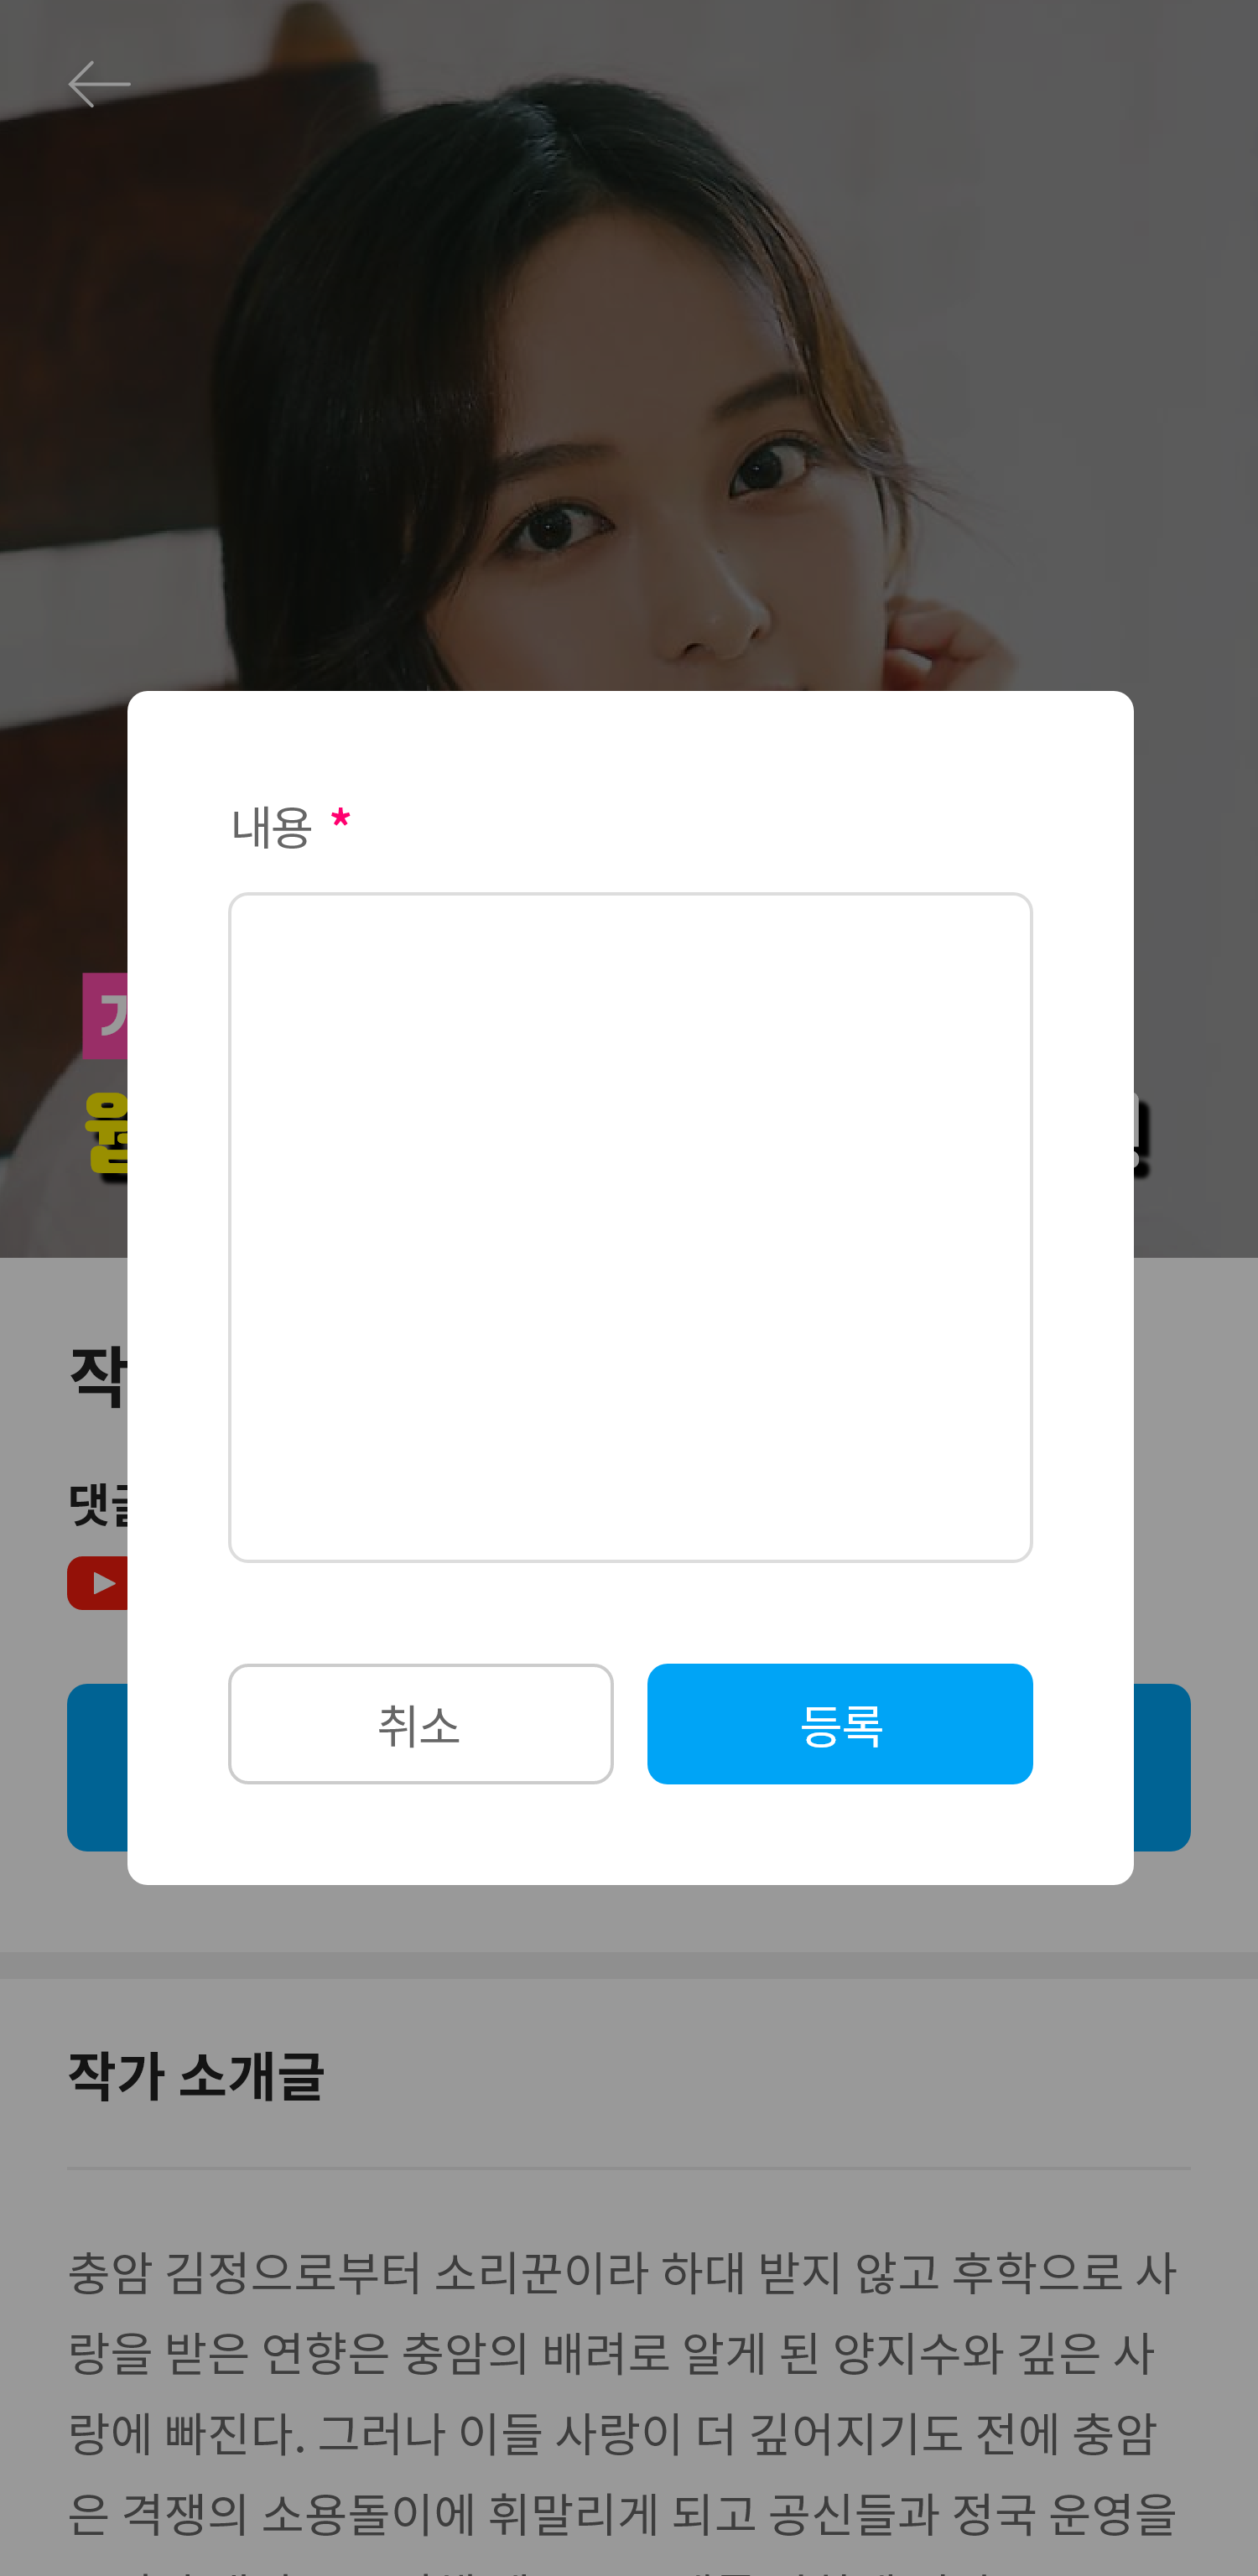 내용 *
취소
등록
작가 소개글
충암 김정으로부터 소리꾼이라 하대 받지 않고 후학으로 사
랑을 받은 연향은 충암의 배려로 알게 된 양지수와 깊은 사
랑에 빠진다. 그러나 이들 사랑이 더 깊어지기도 전에 충암
은 격쟁의 소용돌이에 휘말리게 되고 공신들과 정국 운영을